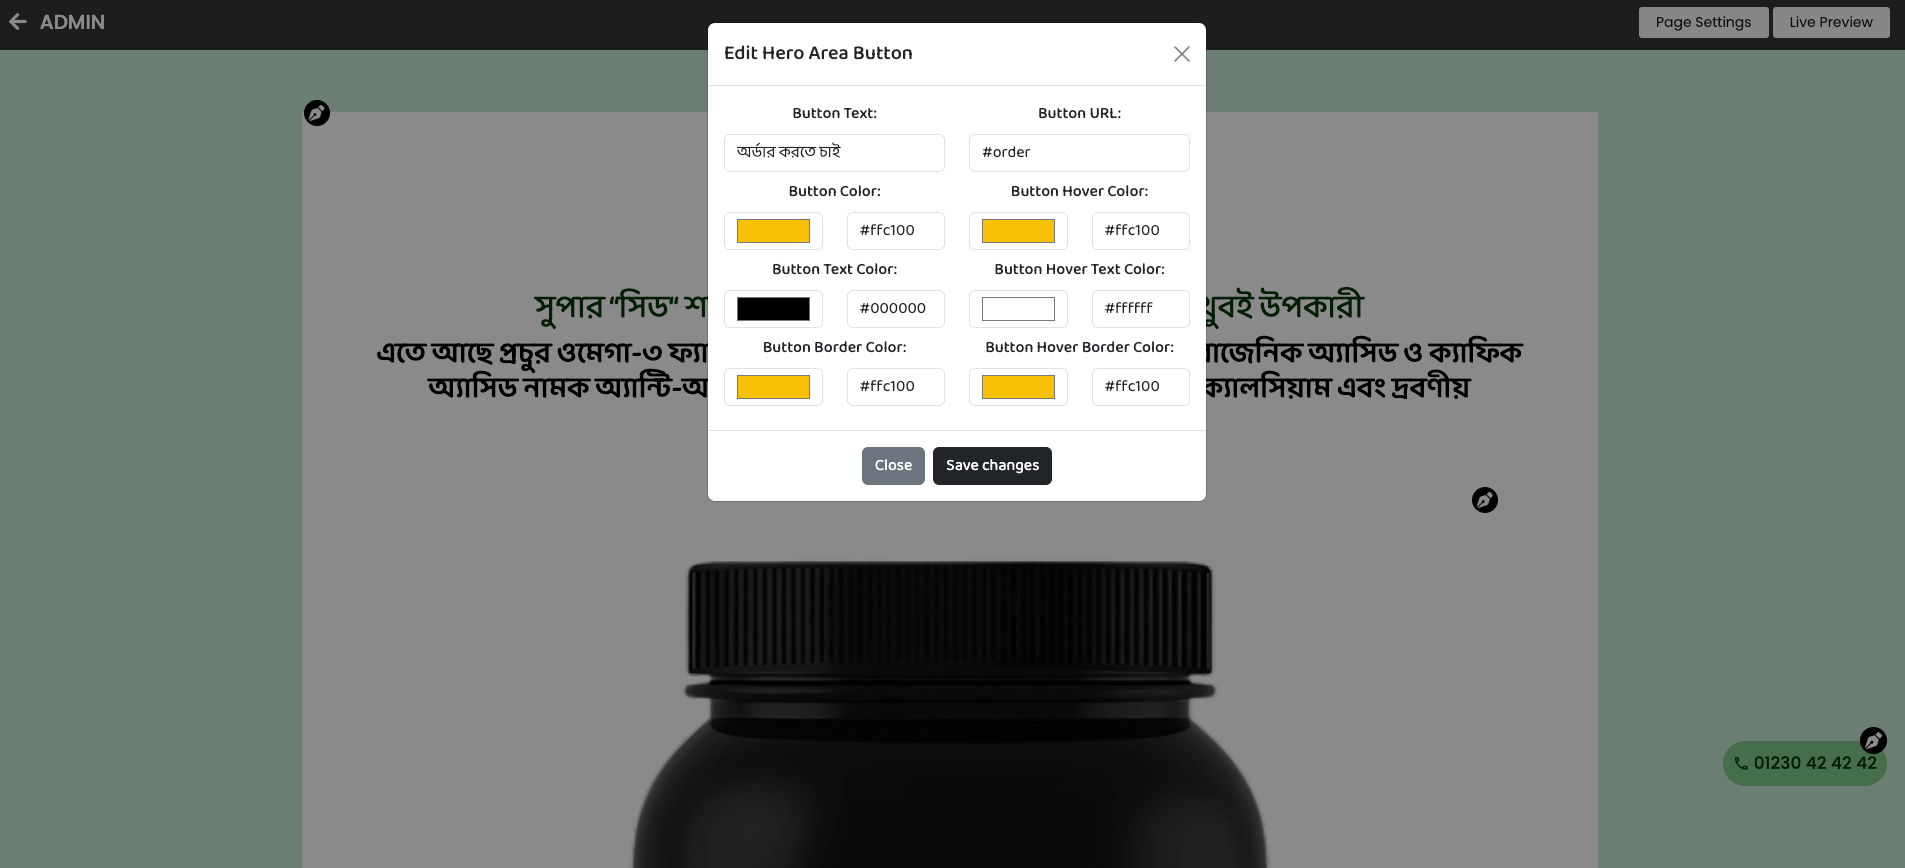 ADMIN
Page Settings
Live Preview
Edit Hero Area Button
Button Text:
Button URL:
অর্ডার করতে চাই
#order
Button Color:
Button Hover Color:
#ffc100
#ffc100
Button Text Color:
Button Hover Text Color:
#000000
#ffffff
Button Border Color:
Button Hover Border Color:
#ffc100
#ffc100
Close
Save changes
সুপার “সিড“ খুবই উপকারী
এতে আছে প্রচুর ওমেগা-৩ অ্যাসিড ও ক্যাফিক
অ্যাসিড নামক ক্যালসিয়াম এবং দ্রবণীয়
01230 42 42 42